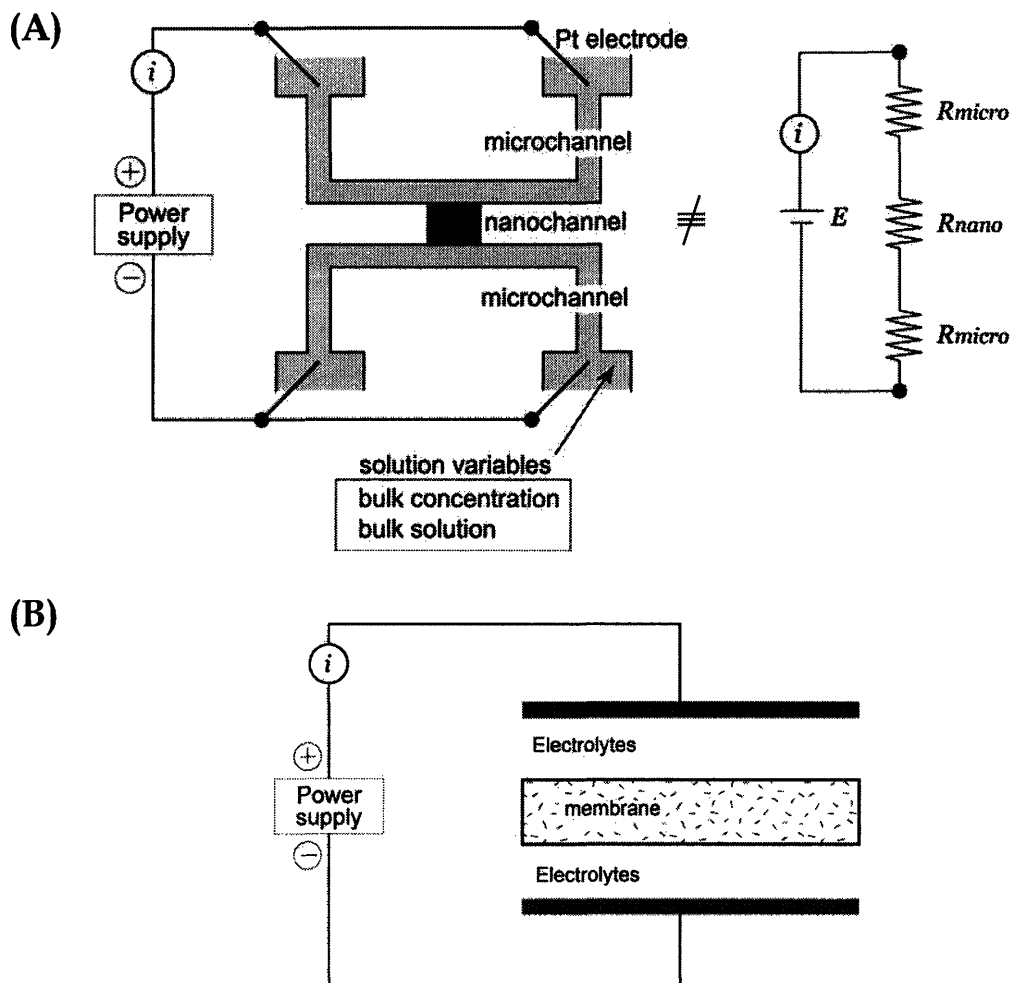 (A)
Pt electrode
i
microchannel
+
Power
supply
−
nanochannel
microchannel
≢
i
E
Rmicro
Rnano
Rmicro
solution variables
bulk concentration
bulk solution
(B)
i
+
Power
supply
−
Electrolytes
membrane
Electrolytes